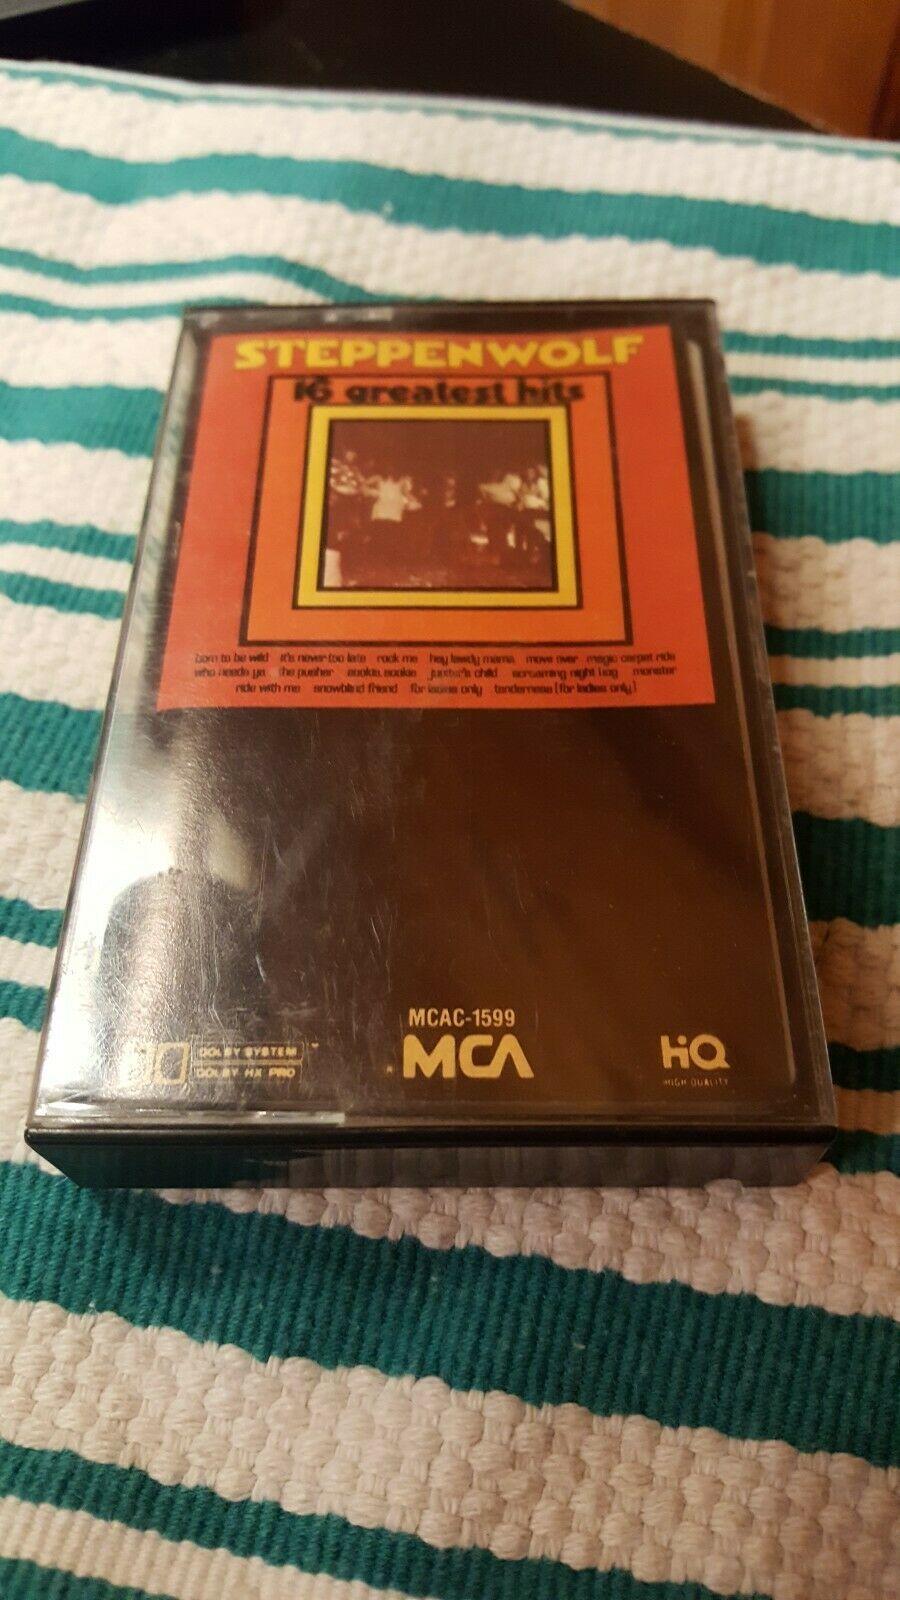 STEPPENWOLF
16 greatest hits
born to be wild it's never too late rock me hey lawdy mama move over magic carpet ride
who needs ya the pusher sookie, sookie jupiter's child screaming night hog monster
ride with me snowblind friend for ladies only tenderness (for ladies only)
MCAC-1599
DOLBY SYSTEM
DOLBY HX PRO
MCA
HiQ
HIGH QUALITY